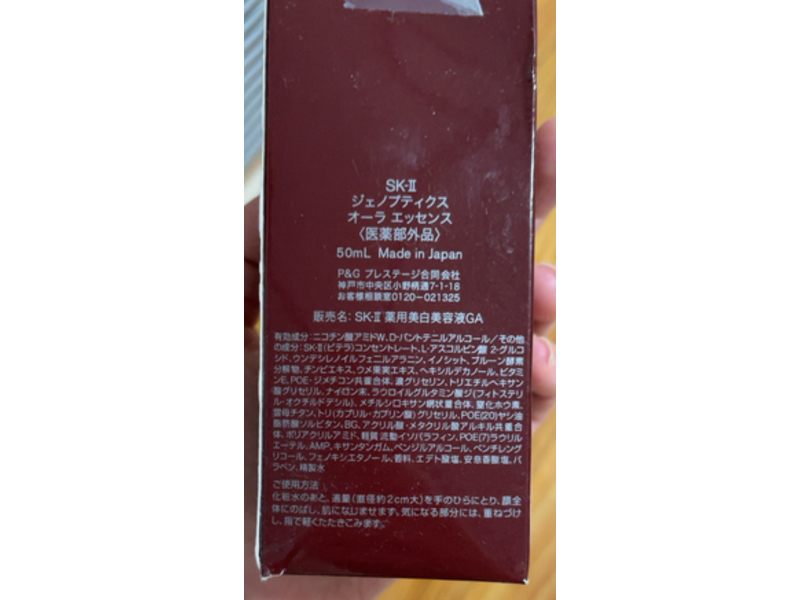 SK-II
ジェノプティクス
オーラ エッセンス
〈医薬部外品〉
50mL Made in Japan
P&G プレステージ合同会社
神戸市中央区小野柄通7-1-18
お客様相談室0120-021325
販売名: SK-II 薬用美白美容液GA
有効成分: ニコチン酸アミドW、D-パントテニルアルコール/その他
の成分: SK-II(ピテラ)コンセントレート、L-アスコルビン酸 2-グルコ
シド、ウンデシレノイルフェニルアラニン、イノシット、プルーン酵素
分解物、チンピエキス、ウメ果実エキス、ヘキシルデカノール、ビタミ
ンE、POE・ジメチコン共重合体、濃グリセリン、トリエチルヘキサン
酸グリセリル、ナイロン末、ラウロイルグルタミン酸ジ(フィトステリ
ル・オクチルドデシル)、メチルシロキサン網状重合体、窒化ホウ素、
雲母チタン、トリ(カプリル・カプリン酸)グリセリル、POE(20)ヤシ油
脂肪酸ソルビタン、BG、アクリル酸・メタクリル酸アルキル共重合
体、ポリアクリルアミド、軽質流動イソパラフィン、POE(7)ラウリル
エーテル、AMP、キサンタンガム、ベンジルアルコール、ペンチレング
リコール、フェノキシエタノール、香料、エデト酸塩、安息香酸塩、パ
ラベン、精製水
ご使用方法
化粧水のあと、適量(直径約2cm大)を手のひらにとり、顔全
体にのばし、肌になじませます。気になる部分には、重ねづけ
し、指で軽くたたきこみます。